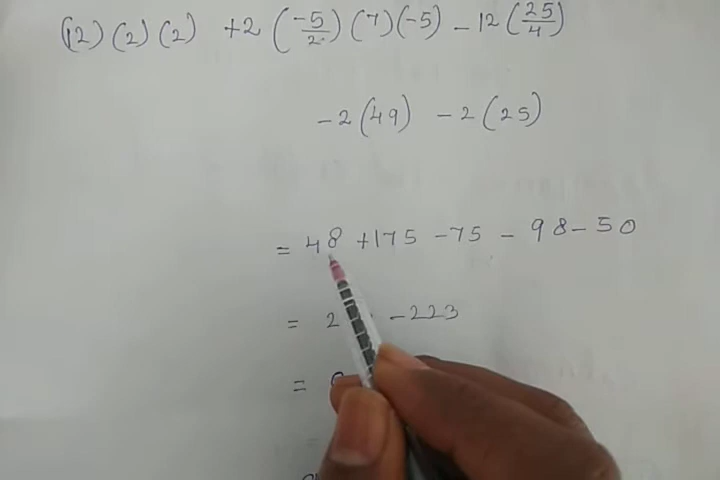 (12) (2) (2) +2 (-5/2) (7) (-5) - 12 (25/4)
-2 (49) - 2 (25)
= 48 +175 -75 - 98 - 50
= 2 -223
=